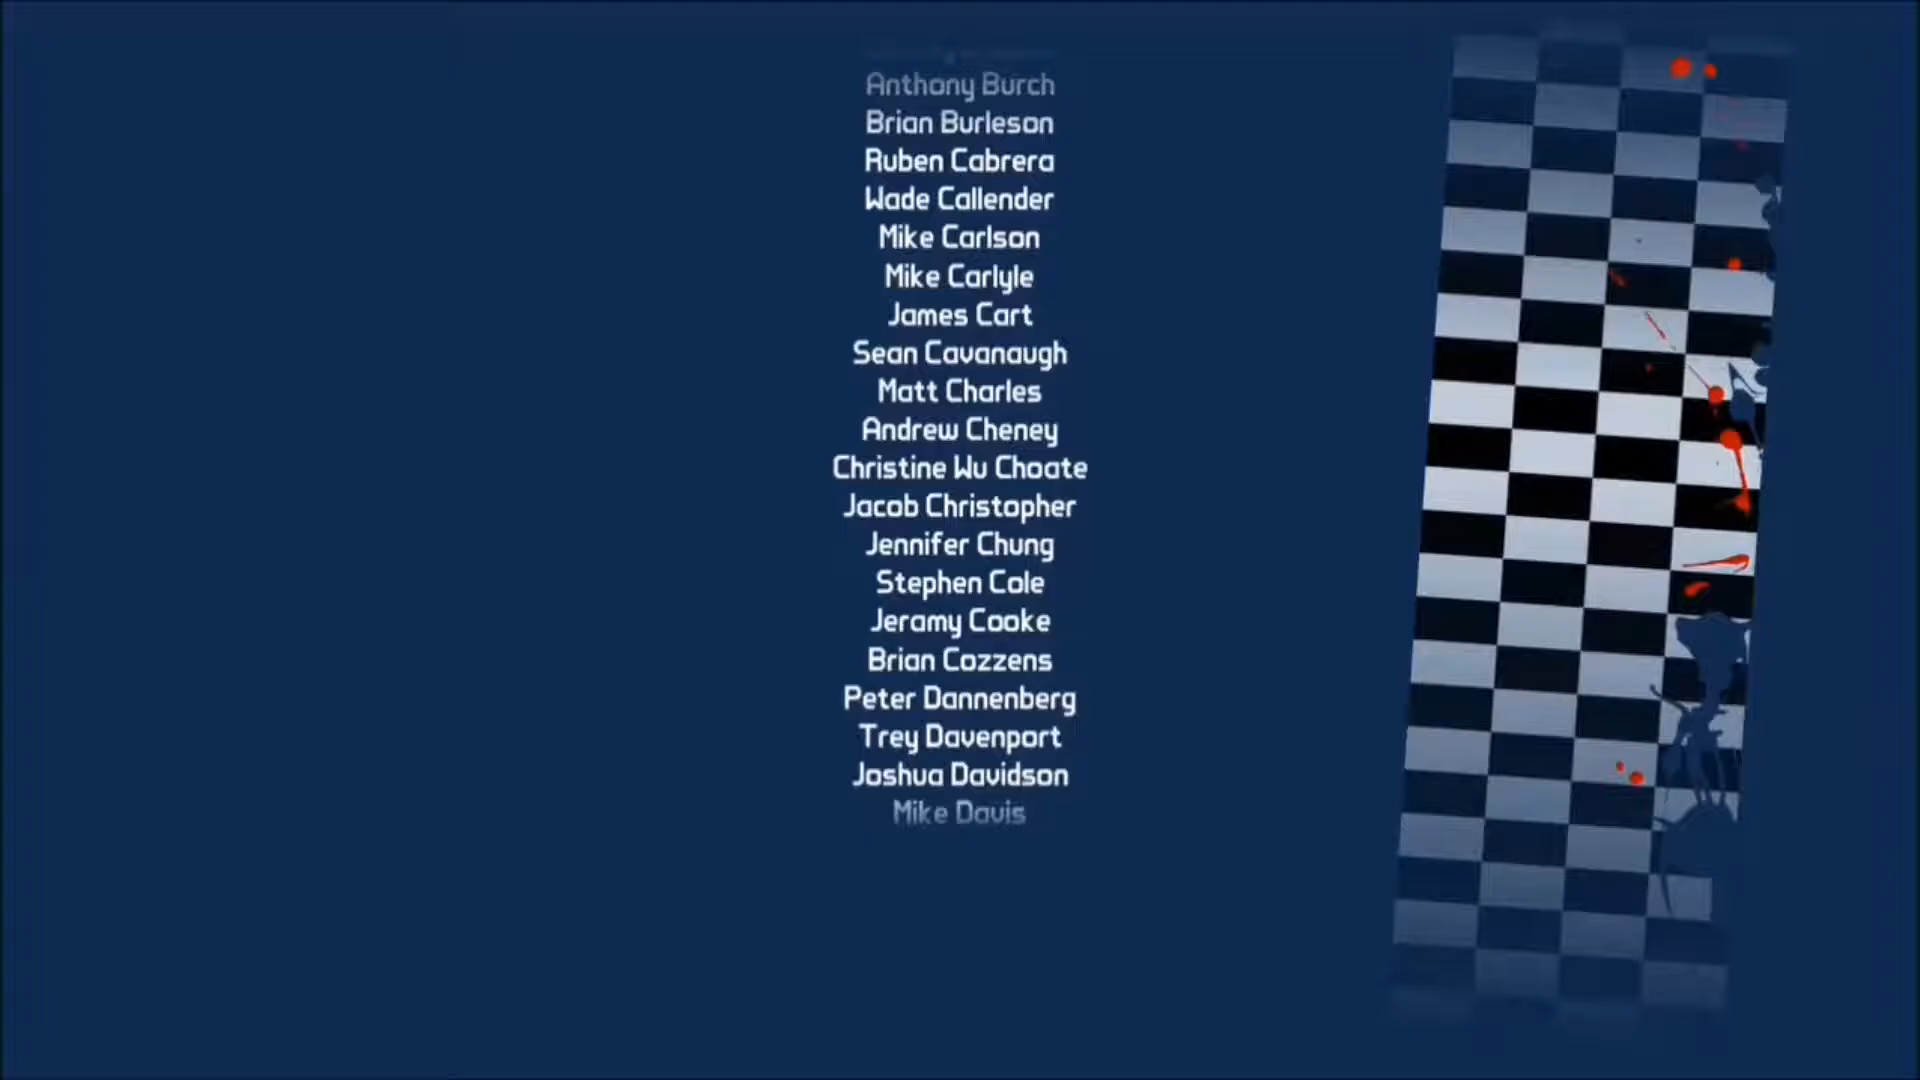 Anthony Burch
Brian Burleson
Ruben Cabrera
Wade Callender
Mike Carlson
Mike Carlyle
James Cart
Sean Cavanaugh
Matt Charles
Andrew Cheney
Christine Wu Choate
Jacob Christopher
Jennifer Chung
Stephen Cole
Jeramy Cooke
Brian Cozzens
Peter Dannenberg
Trey Davenport
Joshua Davidson
Mike Davis